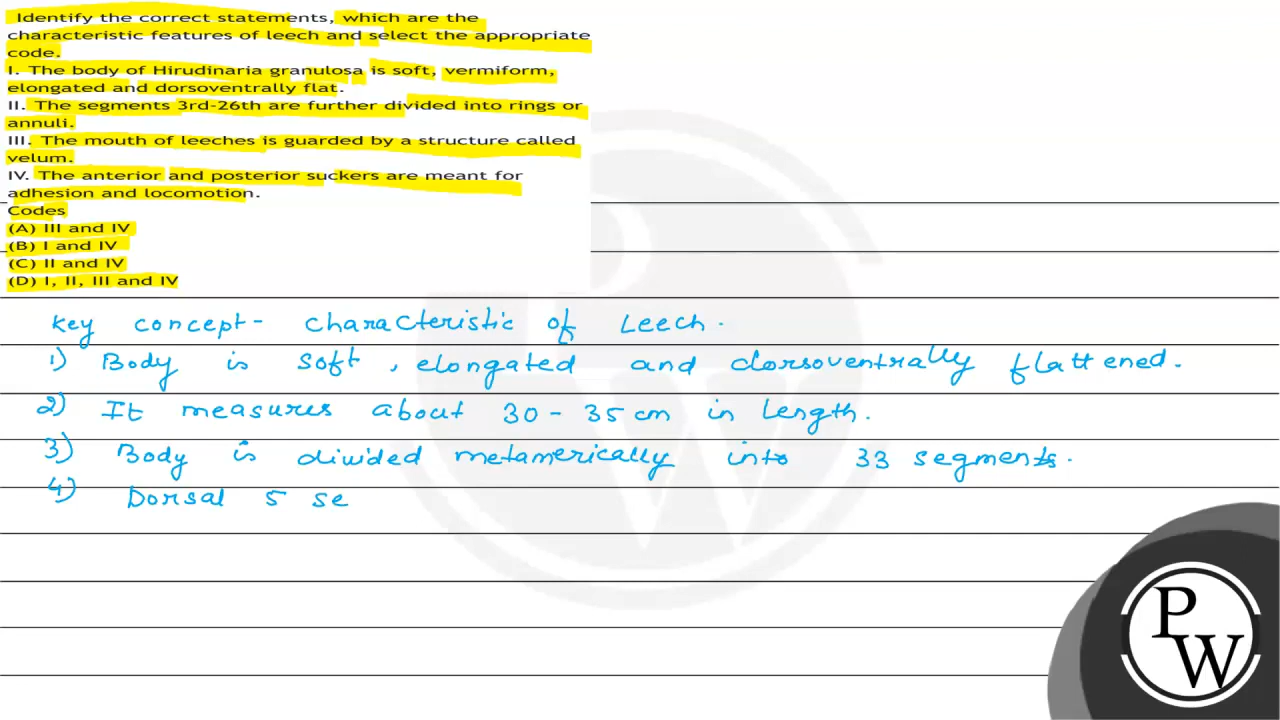 Identify the correct statements, which are the
characteristic features of leech and select the appropriate
code.
I. The body of Hirudinaria granulosa is soft, vermiform,
elongated and dorsoventrally flat.
II. The segments 3rd-26th are further divided into rings or
annuli.
III. The mouth of leeches is guarded by a structure called
velum.
IV. The anterior and posterior suckers are meant for
adhesion and locomotion.
Codes
(A) III and IV
(B) I and IV
(C) II and IV
(D) I, II, III and IV
Key concept- Characteristic of Leech.
1) Body is soft, elongated and dorsoventrally flattened.
2) It measures about 30-35 cm in length.
3) Body is divided metamerically into 33 segments.
4) Dorsal 5 se
PW